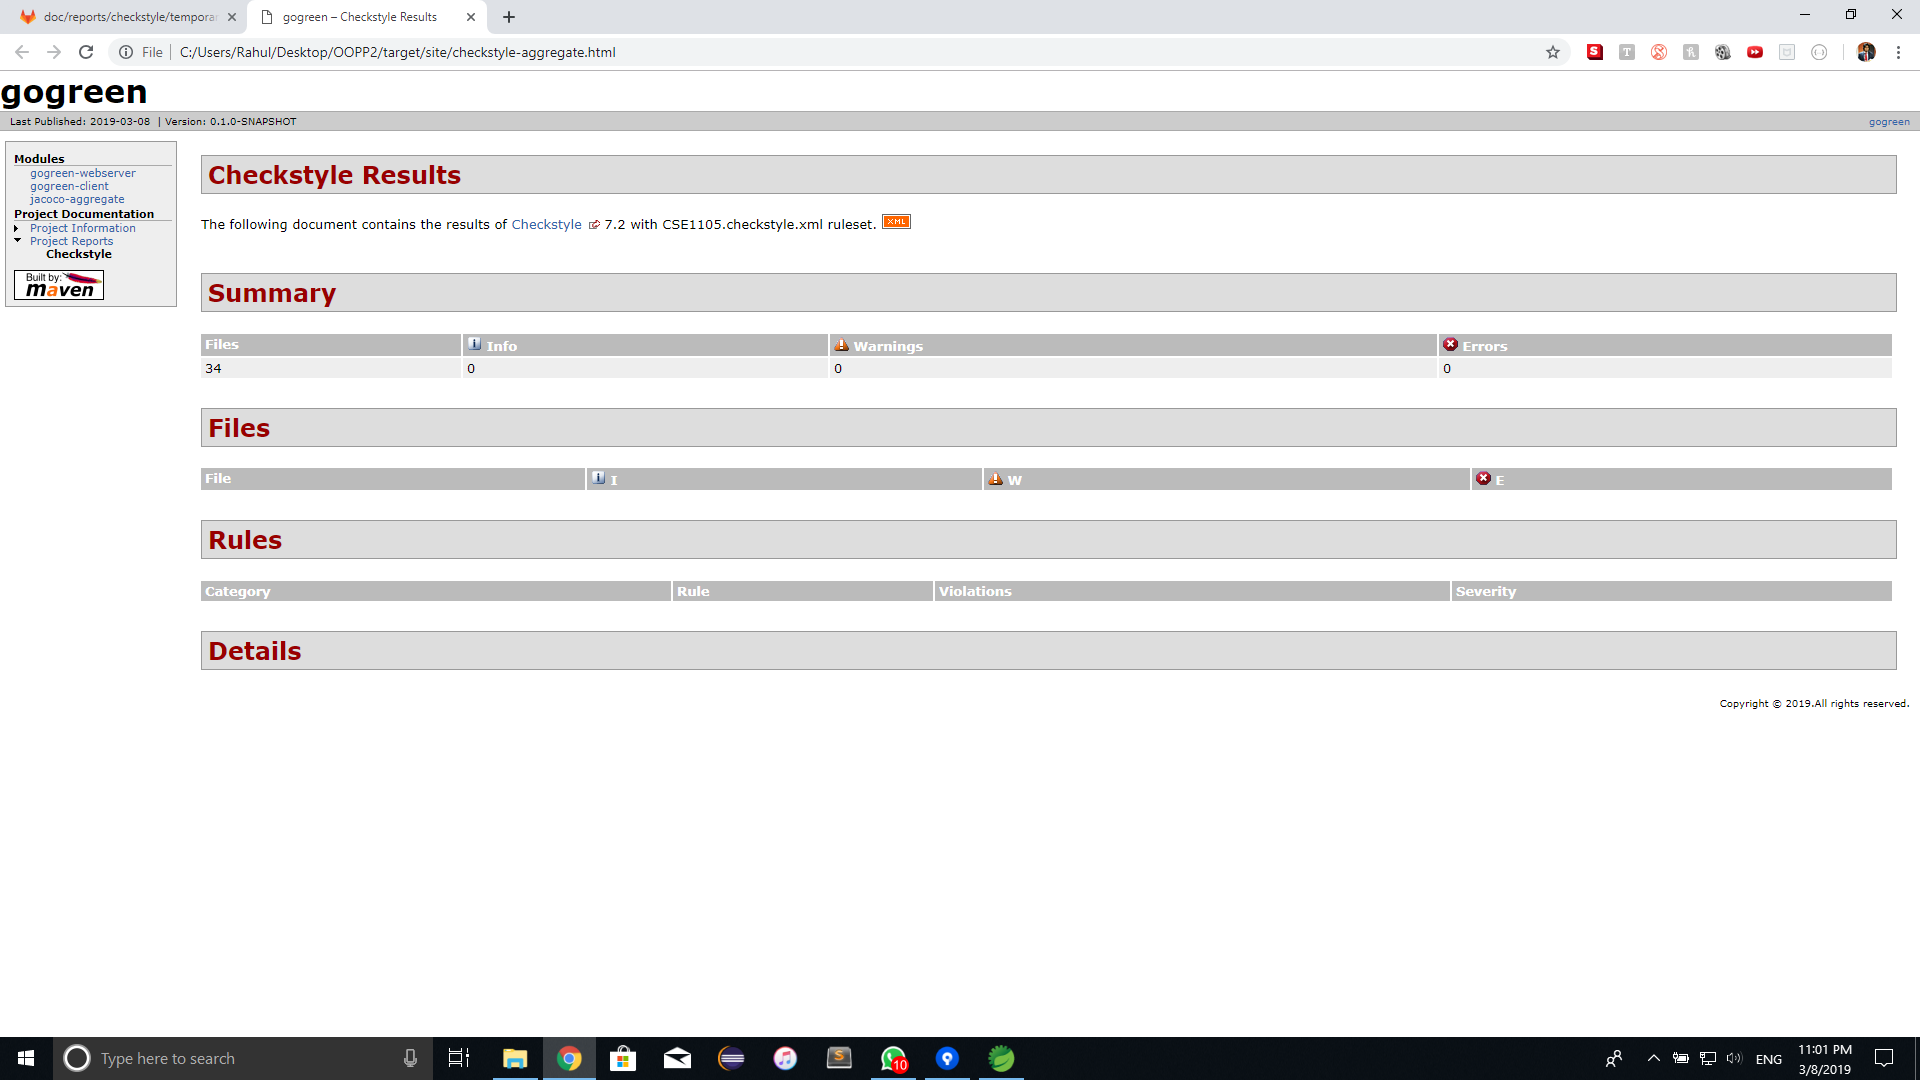 doc/reports/checkstyle/temporar
gogreen – Checkstyle Results
File
C:/Users/Rahul/Desktop/OOPP2/target/site/checkstyle-aggregate.html
gogreen
Last Published: 2019-03-08 | Version: 0.1.0-SNAPSHOT
gogreen
Modules
gogreen-webserver
gogreen-client
jacoco-aggregate
Project Documentation
Project Information
Project Reports
Checkstyle
Built by:
maven
Checkstyle Results
The following document contains the results of Checkstyle 7.2 with CSE1105.checkstyle.xml ruleset. XML
Summary
Files Info Warnings Errors
34 0 0 0
Files
File I W E
Rules
Category Rule Violations Severity
Details
Copyright © 2019.All rights reserved.
Type here to search
10
ENG
11:01 PM
3/8/2019